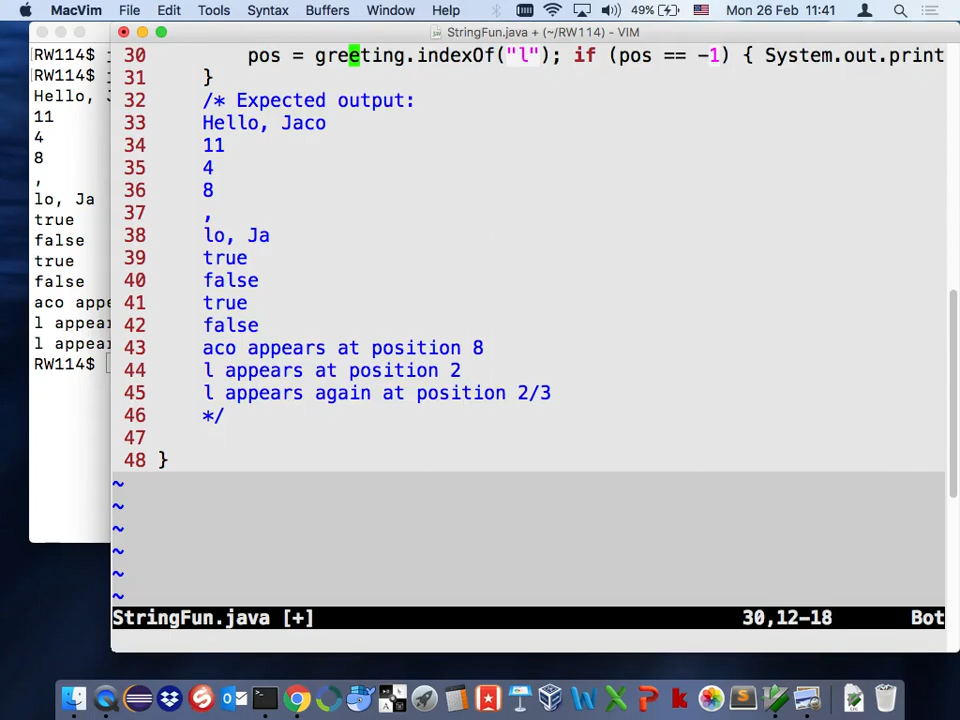 MacVim File Edit Tools Syntax Buffers Window Help 49% Mon 26 Feb 11:41
StringFun.java + (~/RW114) - VIM
RW114$
RW114$
Hello,
11
4
8
,
lo, Ja
true
false
true
false
aco appe
l appear
l appear
RW114$
30 pos = greeting.indexOf("l"); if (pos == -1) { System.out.print
31 }
32 /* Expected output:
33 Hello, Jaco
34 11
35 4
36 8
37 ,
38 lo, Ja
39 true
40 false
41 true
42 false
43 aco appears at position 8
44 l appears at position 2
45 l appears again at position 2/3
46 */
47
48 }
~
~
~
~
~
~
StringFun.java [+] 30,12-18 Bot